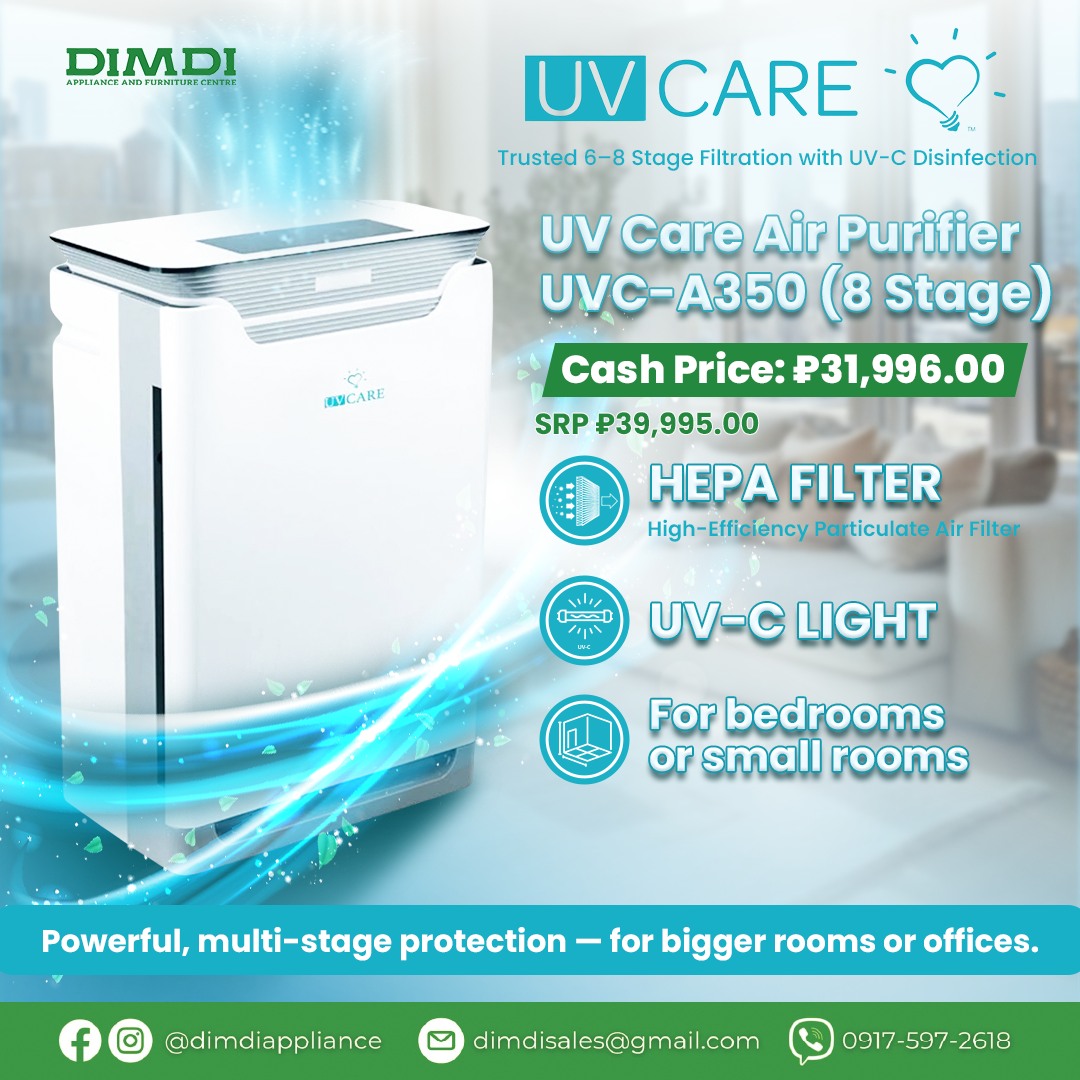 DIMDI
APPLIANCE AND FURNITURE CENTRE
UV CARE
TM
Trusted 6–8 Stage Filtration with UV-C Disinfection
UV Care Air Purifier
UVC-A350 (8 Stage)
Cash Price: ₽31,996.00
SRP ₽39,995.00
UV CARE
HEPA FILTER
High-Efficiency Particulate Air Filter
UV-C LIGHT
UV-C
For bedrooms
or small rooms
Powerful, multi-stage protection — for bigger rooms or offices.
@dimdiappliance dimdisales@gmail.com 0917-597-2618